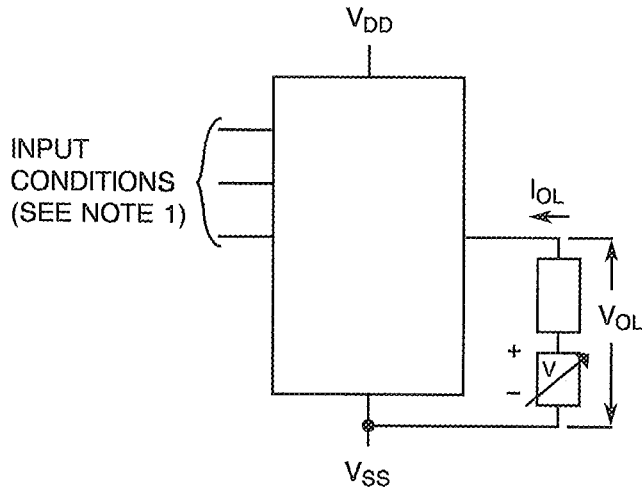 VDD
INPUT
CONDITIONS
(SEE NOTE 1)
IOL
VOL
+
V
−
VSS